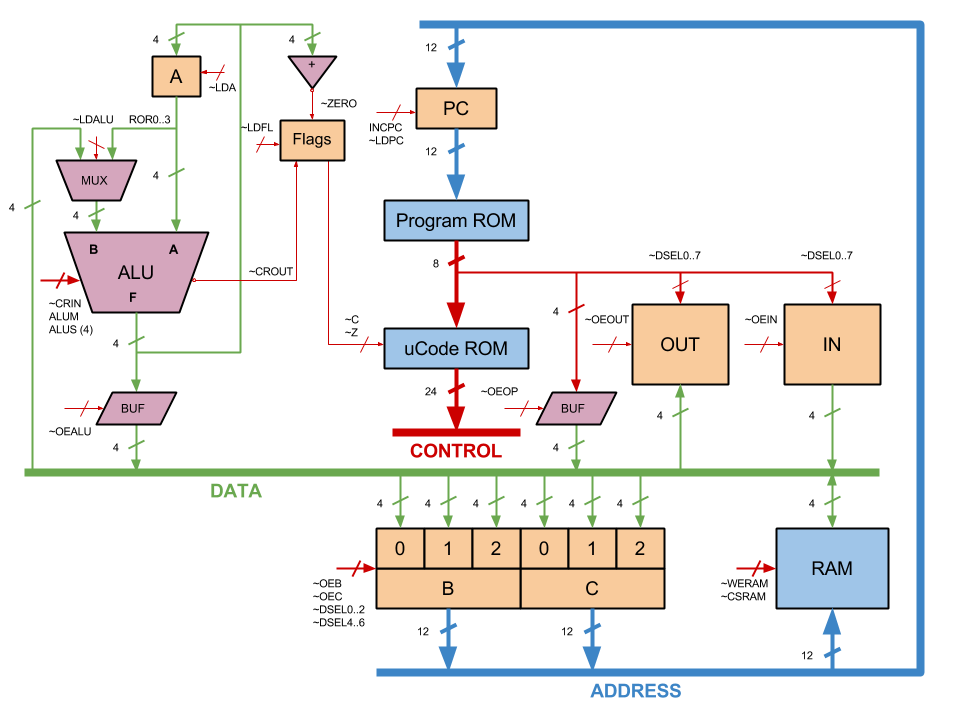 4
4
12
A
+
~LDA
~ZERO
PC
INCPC
~LDPC
~LDALU
ROR0..3
~LDFL
Flags
12
MUX
4
4
4
Program ROM
B
A
ALU
F
8
~CROUT
~DSEL0..7
~DSEL0..7
~CRIN
ALUM
ALUS (4)
4
~C
~Z
4
~OEOUT
~OEIN
uCode ROM
OUT
IN
24
~OEOP
BUF
BUF
~OEALU
4
4
4
4
CONTROL
DATA
4
4
4
4
4
4
4
0
1
2
0
1
2
B
C
RAM
~OEB
~OEC
~DSEL0..2
~DSEL4..6
~WERAM
~CSRAM
12
12
12
ADDRESS